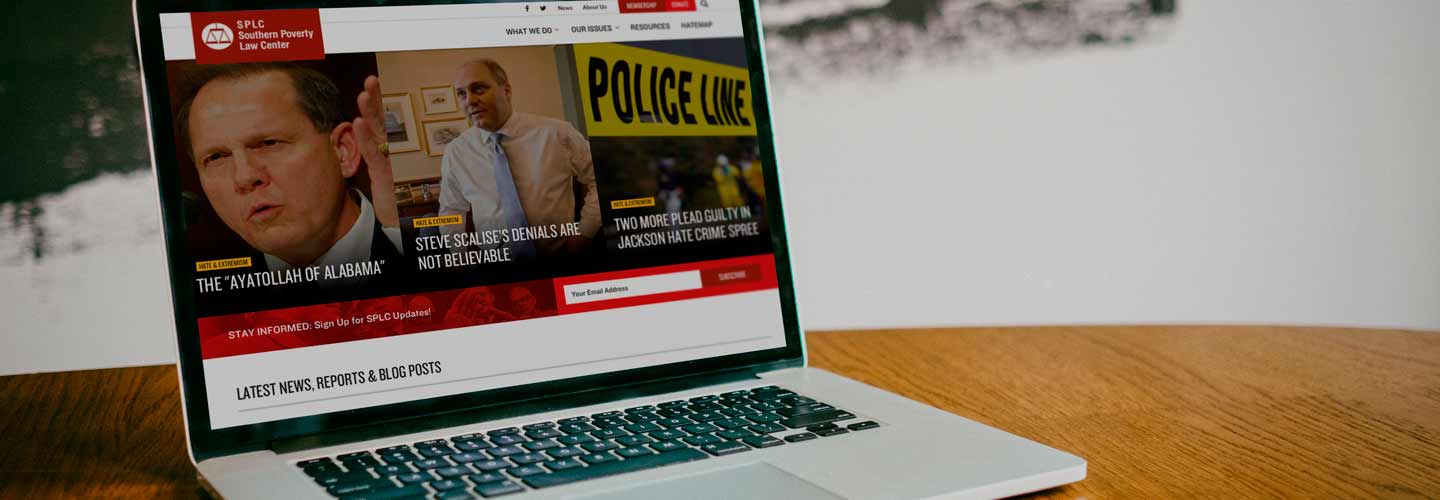 News About Us MEMBERSHIP DONATE
SPLC
Southern Poverty
Law Center
WHAT WE DO OUR ISSUES RESOURCES HATEMAP
POLICE LINE
HATE & EXTREMISM
THE "AYATOLLAH OF ALABAMA"
HATE & EXTREMISM
STEVE SCALISE'S DENIALS ARE
NOT BELIEVABLE
HATE & EXTREMISM
TWO MORE PLEAD GUILTY IN
JACKSON HATE CRIME SPREE
STAY INFORMED: Sign Up for SPLC Updates!
Your Email Address
SUBSCRIBE
LATEST NEWS, REPORTS & BLOG POSTS